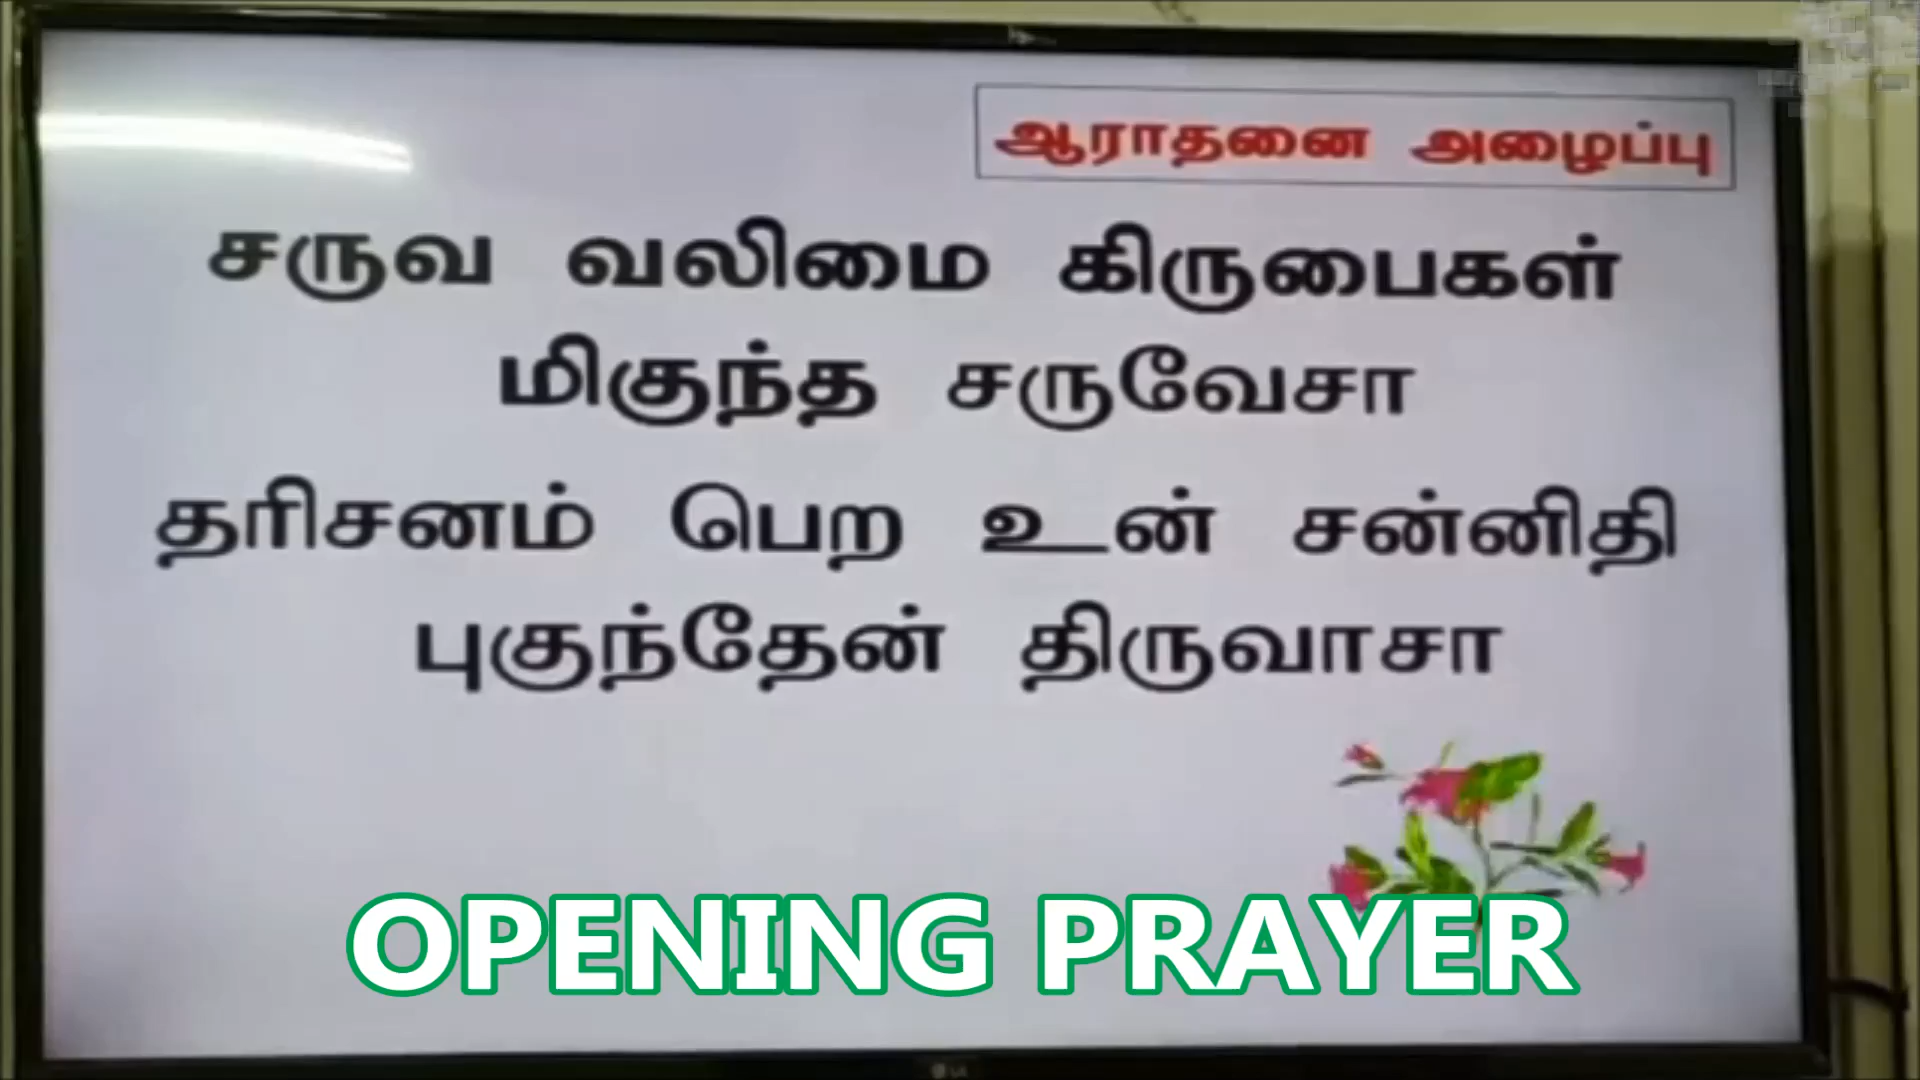 ஆராதனை அழைப்பு
சருவ வலிமை கிருபைகள்
மிகுந்த சருவேசா
தரிசனம் பெற உன் சன்னிதி
புகுந்தேன் திருவாசா
OPENING PRAYER